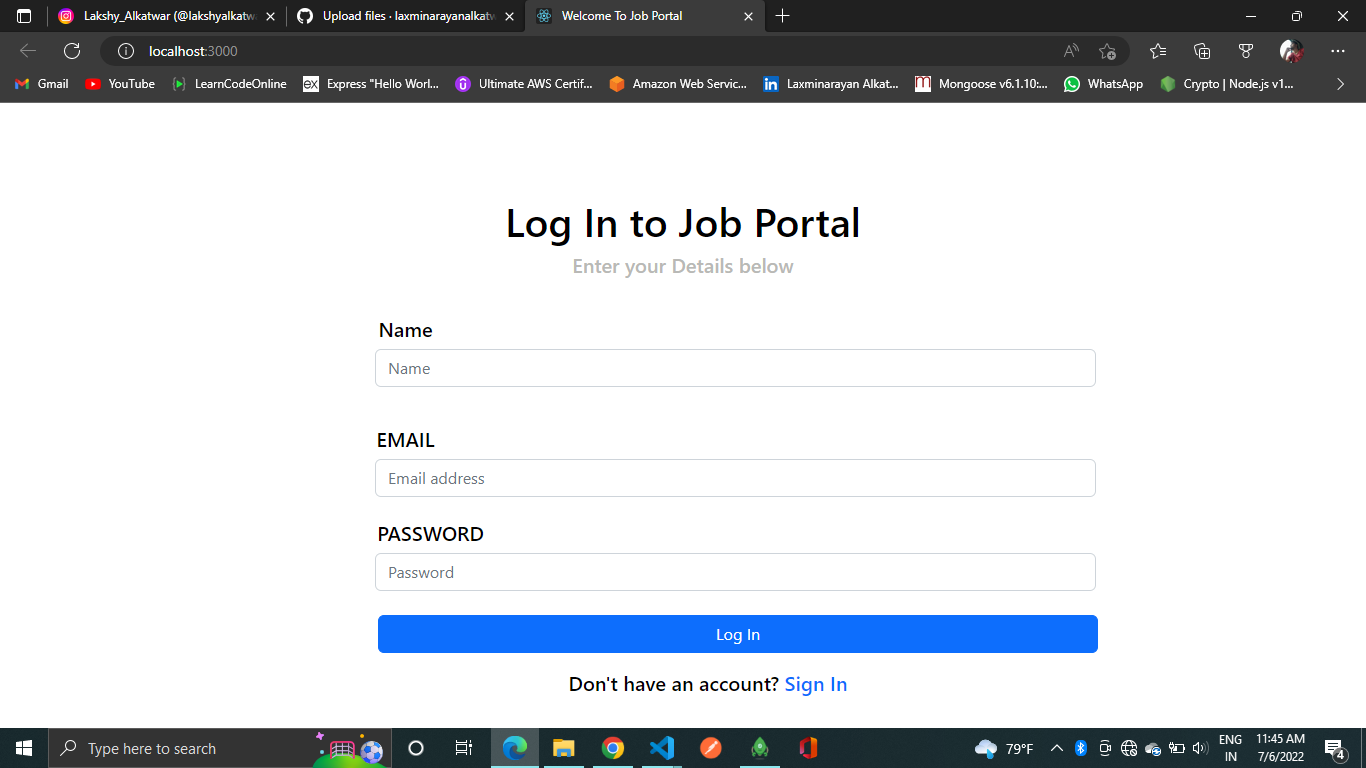 Lakshy_Alkatwar (@lakshyalkatwa
Upload files · laxminarayanalkatw
Welcome To Job Portal
localhost:3000
Gmail
YouTube
LearnCodeOnline
ex
Express "Hello Worl...
Ultimate AWS Certif...
Amazon Web Servic...
in
Laxminarayan Alkat...
Mongoose v6.1.10:...
WhatsApp
Crypto | Node.js v1...
Log In to Job Portal
Enter your Details below
Name
Name
EMAIL
Email address
PASSWORD
Password
Log In
Don't have an account? Sign In
Type here to search
79°F
ENG
IN
11:45 AM
7/6/2022
4